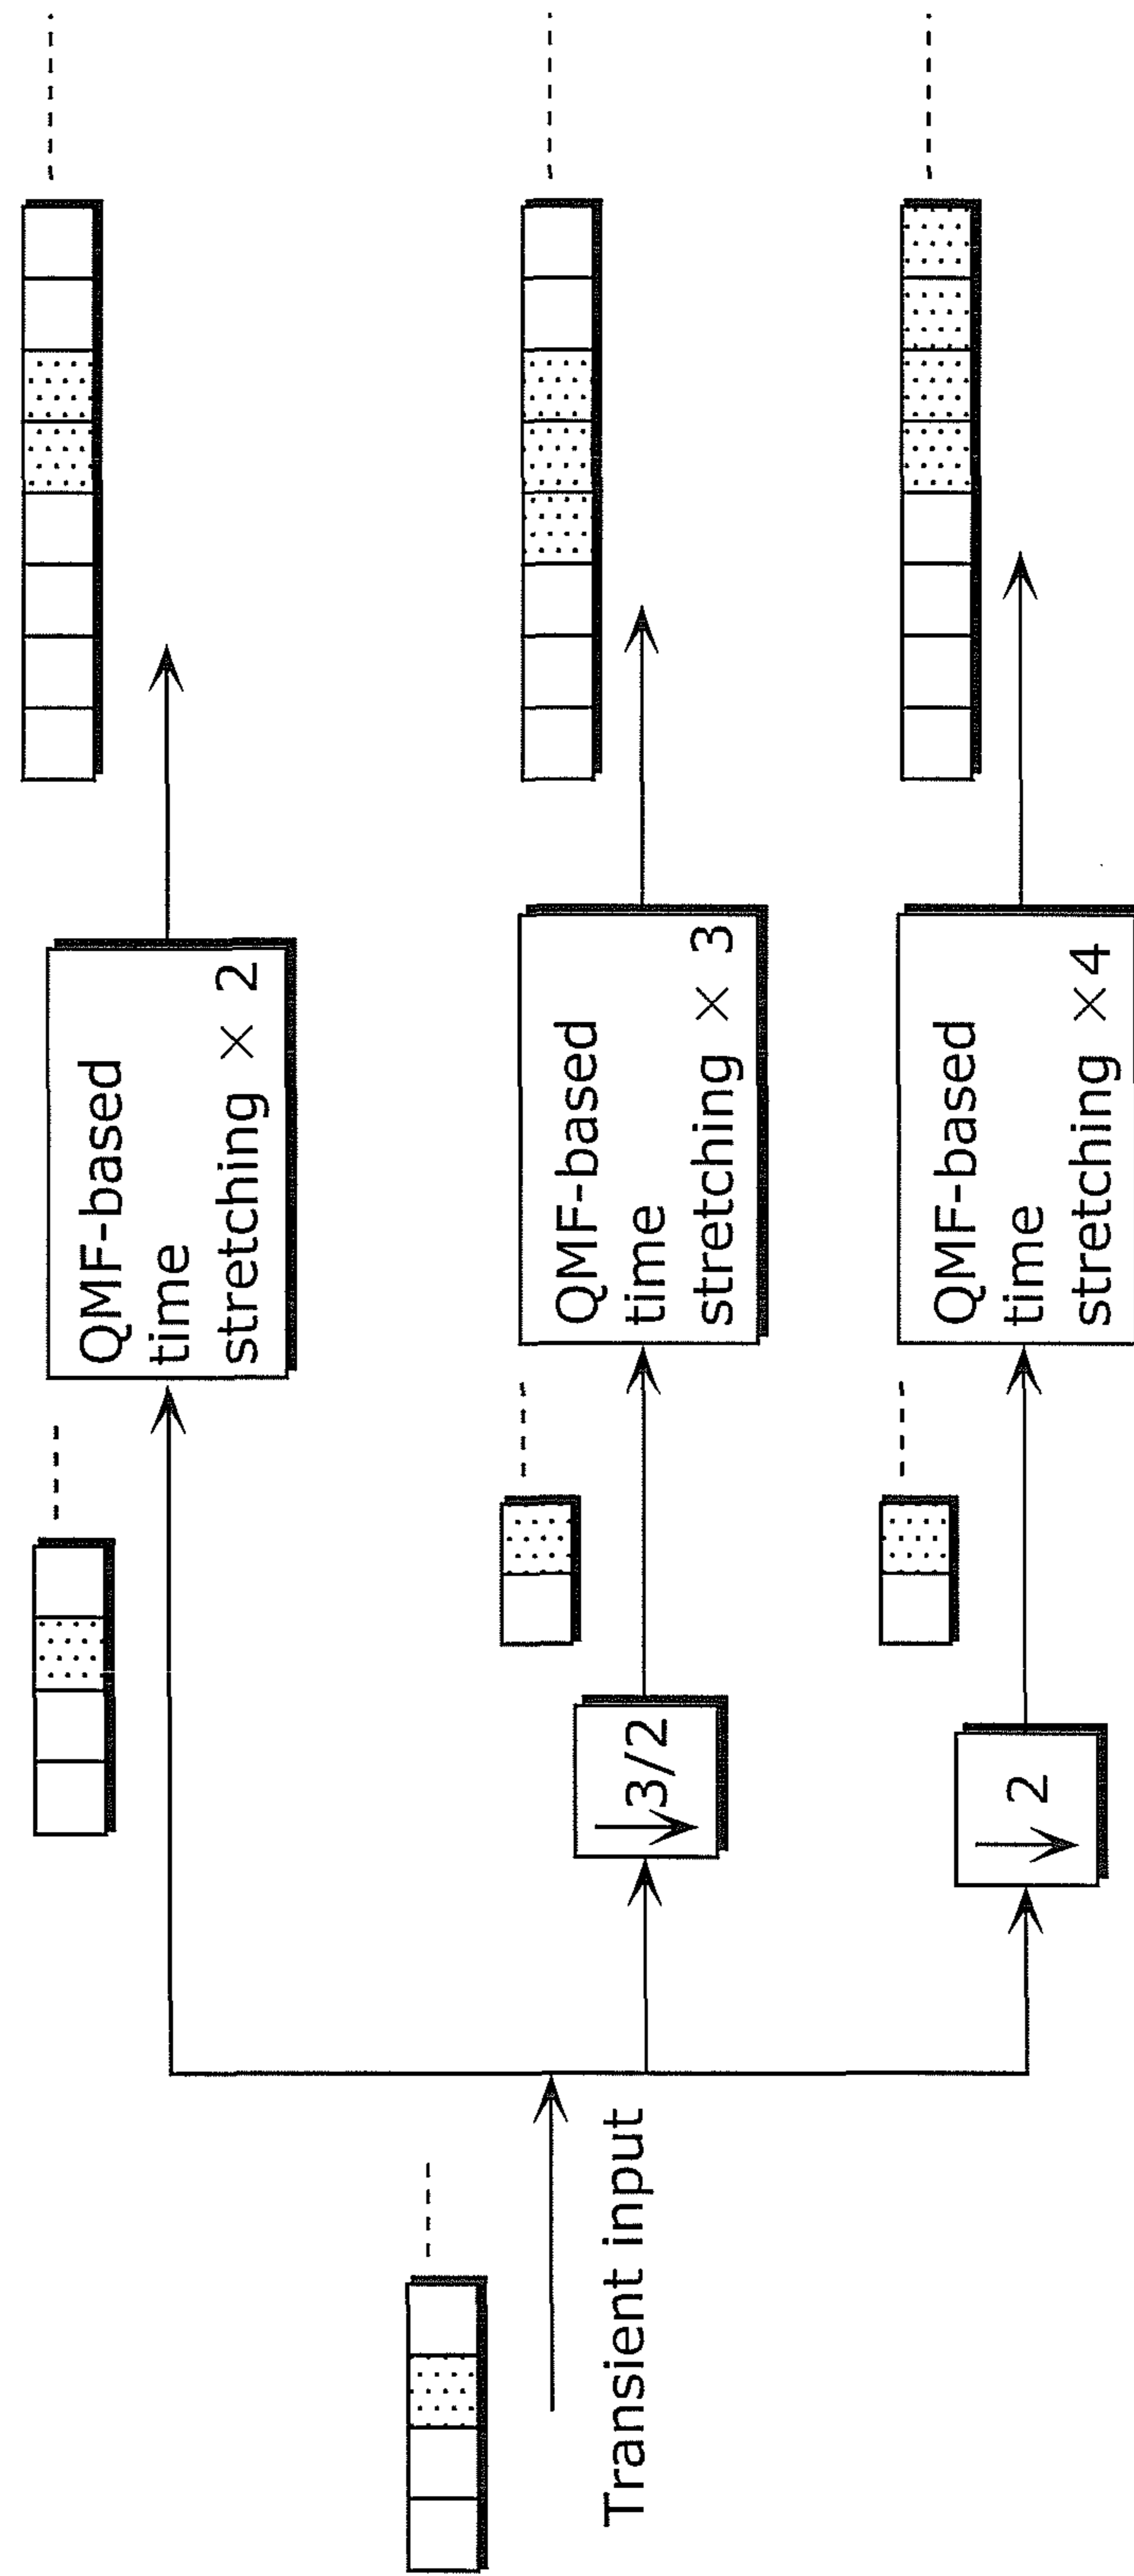 Transient input
QMF-based
time
stretching × 2
3/2
QMF-based
time
stretching × 3
2
QMF-based
time
stretching ×4